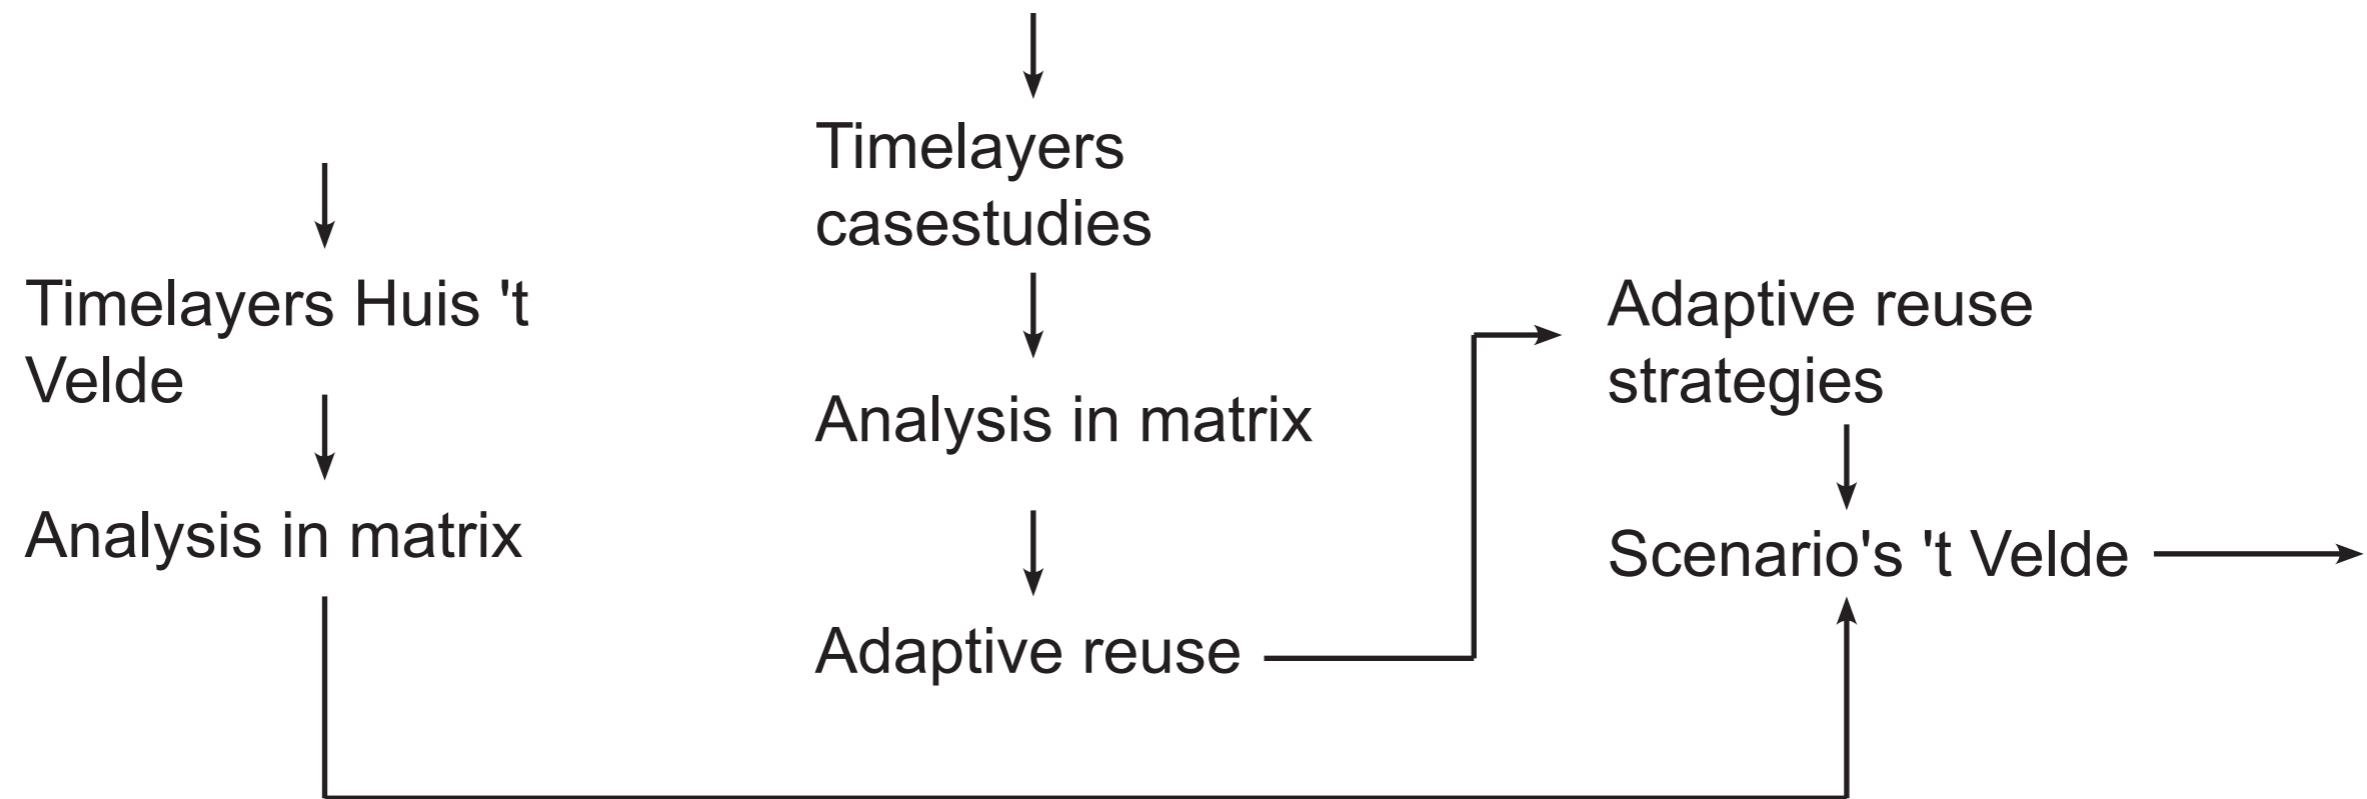 Timelayers Huis 't
Velde
Analysis in matrix
Timelayers
casestudies
Analysis in matrix
Adaptive reuse
Adaptive reuse
strategies
Scenario's 't Velde